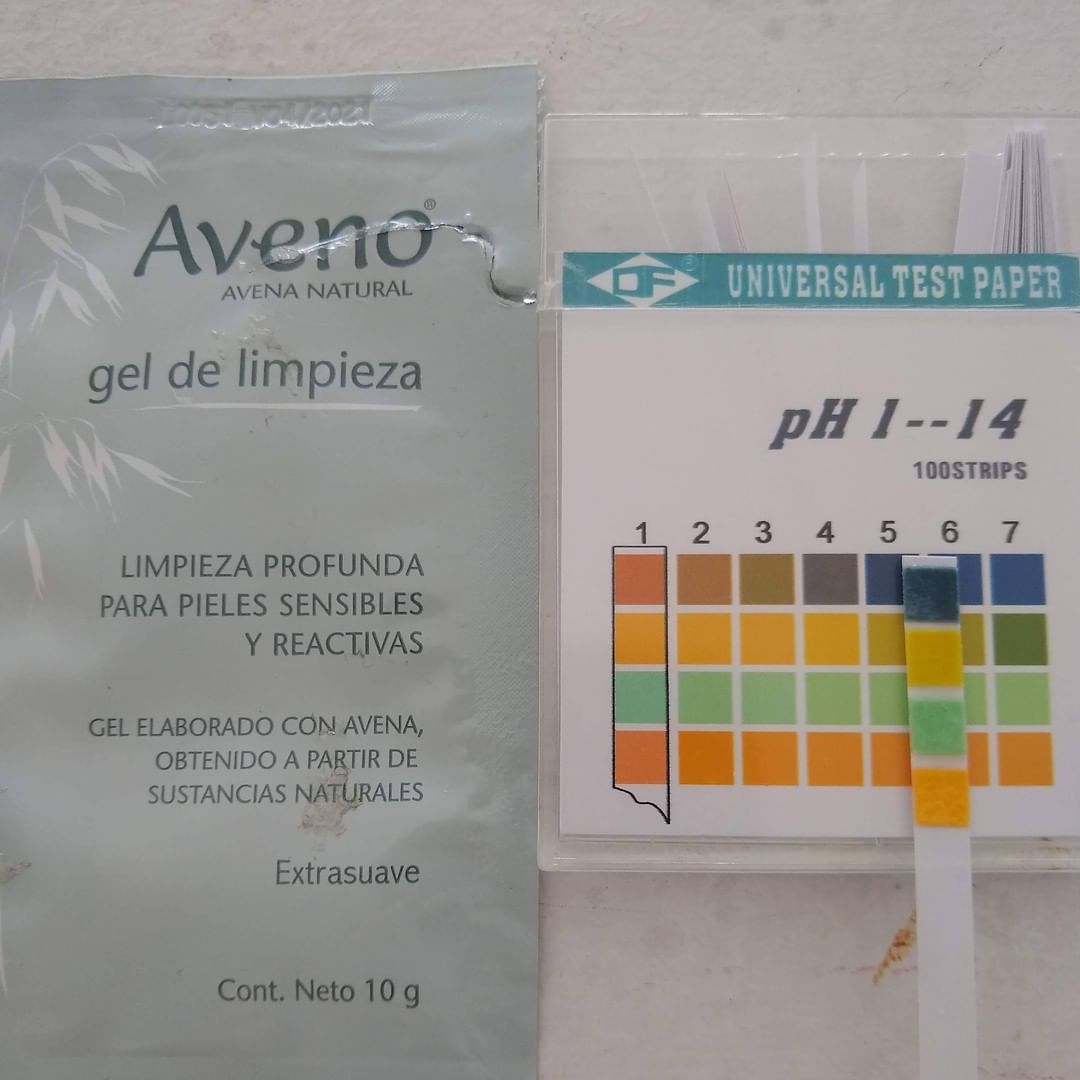 Aveno®
AVENA NATURAL
gel de limpieza
LIMPIEZA PROFUNDA
PARA PIELES SENSIBLES
Y REACTIVAS
GEL ELABORADO CON AVENA,
OBTENIDO A PARTIR DE
SUSTANCIAS NATURALES
Extrasuave
Cont. Neto 10 g
DF® UNIVERSAL TEST PAPER
pH 1--14
100STRIPS
1 2 3 4 5 6 7